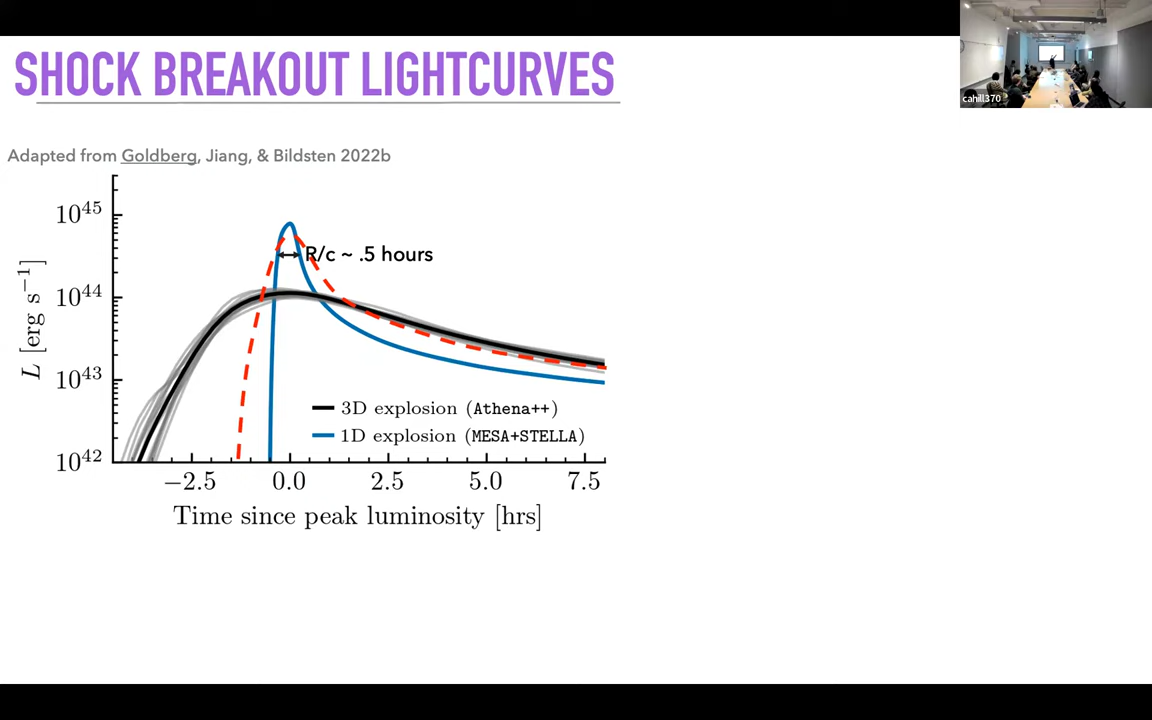 SHOCK BREAKOUT LIGHTCURVES
cahill370
Adapted from Goldberg, Jiang, & Bildsten 2022b
10^45
R/c ~ .5 hours
10^44
L [erg s^−1]
10^43
3D explosion (Athena++)
1D explosion (MESA+STELLA)
10^42
−2.5 0.0 2.5 5.0 7.5
Time since peak luminosity [hrs]